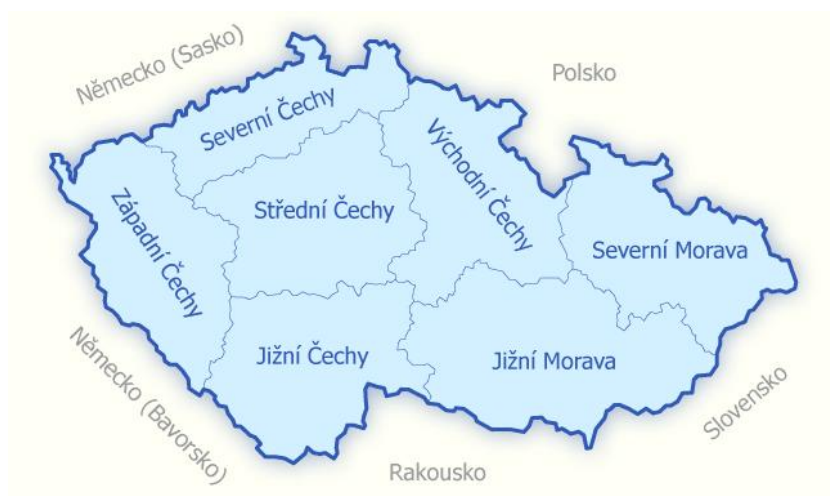 Německo (Sasko)
Polsko
Severní Čechy
Východní Čechy
Západní Čechy
Střední Čechy
Severní Morava
Jižní Čechy
Jižní Morava
Německo (Bavorsko)
Slovensko
Rakousko